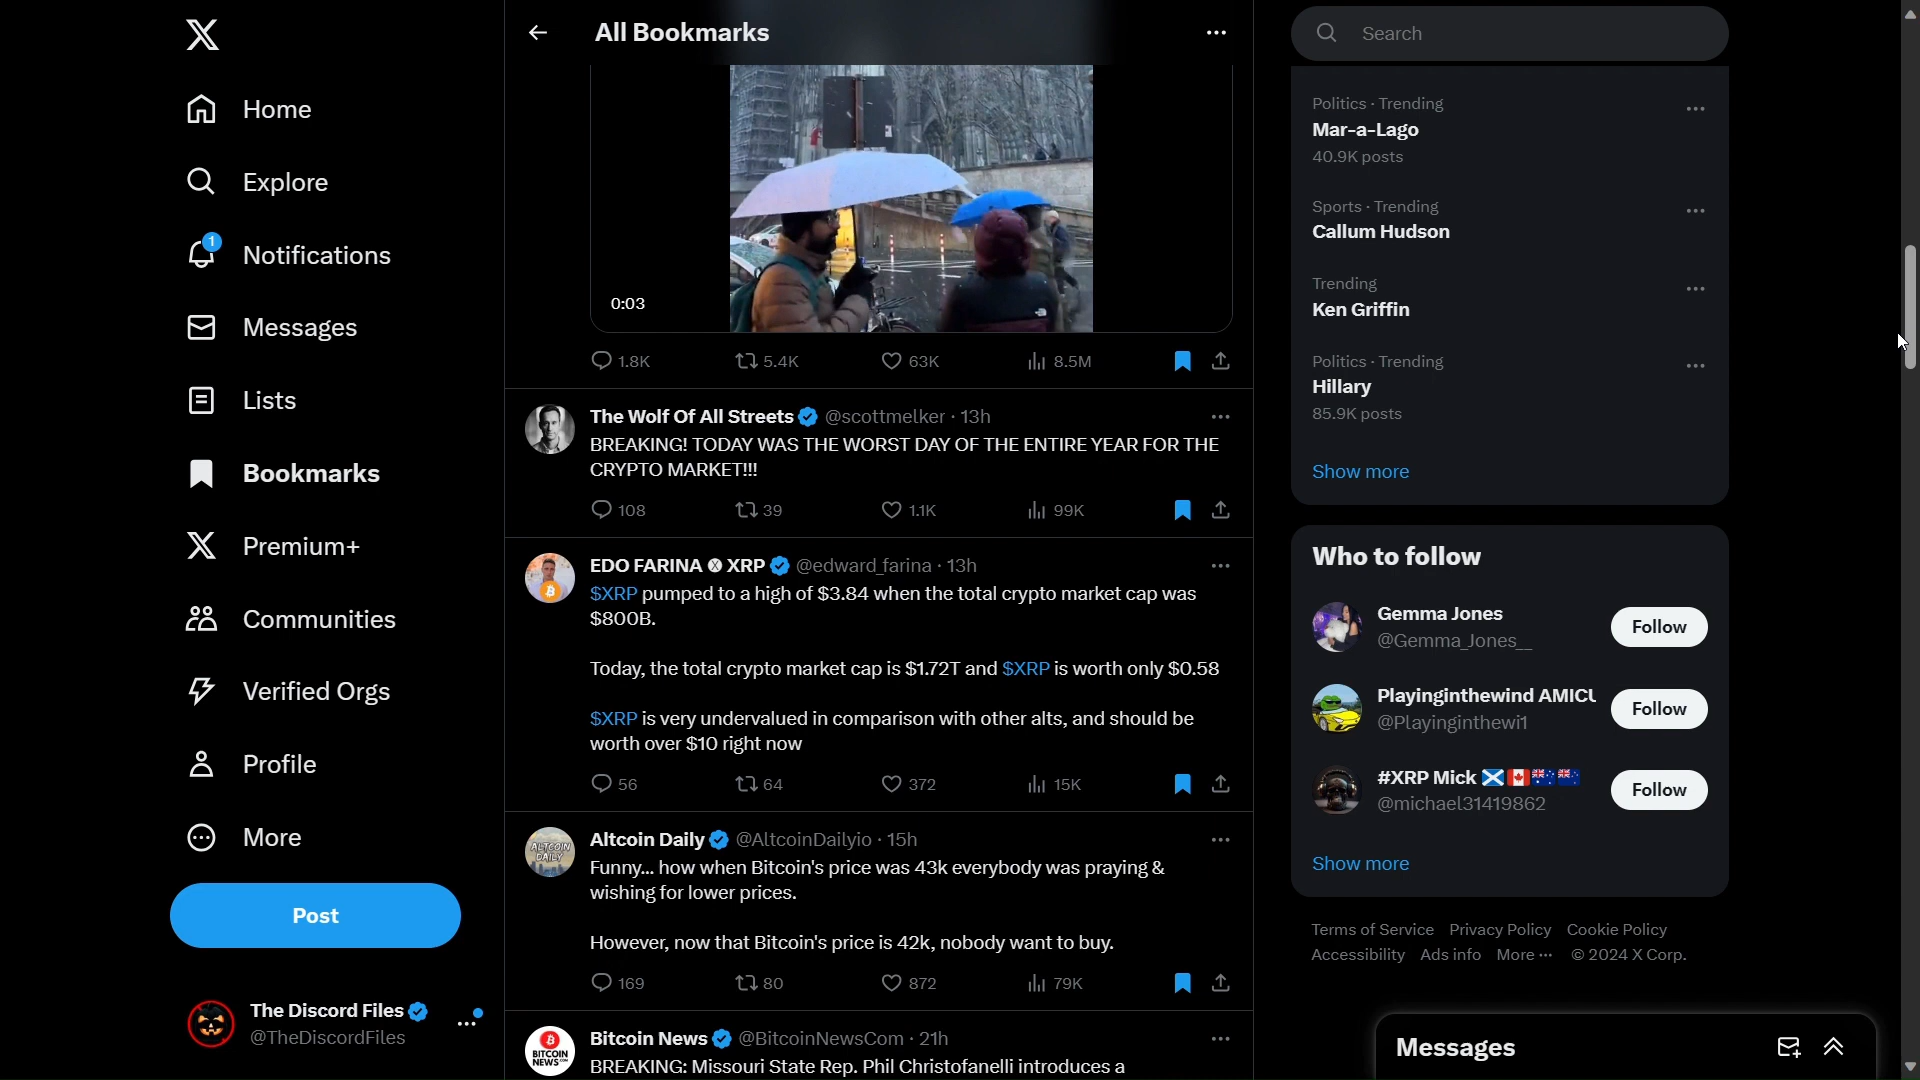 Home
Explore
1
Notifications
Messages
Lists
Bookmarks
Premium+
Communities
Verified Orgs
Profile
More
Post
The Discord Files
@TheDiscordFiles
All Bookmarks
0:03
1.8K 5.4K 63K 8.5M
The Wolf Of All Streets @scottmelker · 13h
BREAKING! TODAY WAS THE WORST DAY OF THE ENTIRE YEAR FOR THE
CRYPTO MARKET!!!
108 39 1.1K 99K
EDO FARINA XRP @edward_farina · 13h
$XRP pumped to a high of $3.84 when the total crypto market cap was
$800B.
Today, the total crypto market cap is $1.72T and $XRP is worth only $0.58
$XRP is very undervalued in comparison with other alts, and should be
worth over $10 right now
56 64 372 15K
ALTCOIN
DAILY
Altcoin Daily @AltcoinDailyio · 15h
Funny... how when Bitcoin's price was 43k everybody was praying &
wishing for lower prices.
However, now that Bitcoin's price is 42k, nobody want to buy.
169 80 872 79K
BITCOIN
NEWS
Bitcoin News @BitcoinNewsCom · 21h
BREAKING: Missouri State Rep. Phil Christofanelli introduces a
Search
Politics · Trending
Mar-a-Lago
40.9K posts
Sports · Trending
Callum Hudson
Trending
Ken Griffin
Politics · Trending
Hillary
85.9K posts
Show more
Who to follow
Gemma Jones
@Gemma_Jones__
Follow
Playinginthewind AMICU
@Playinginthewi1
Follow
#XRP Mick
@michael31419862
Follow
Show more
Terms of Service Privacy Policy Cookie Policy
Accessibility Ads info More ··· © 2024 X Corp.
Messages